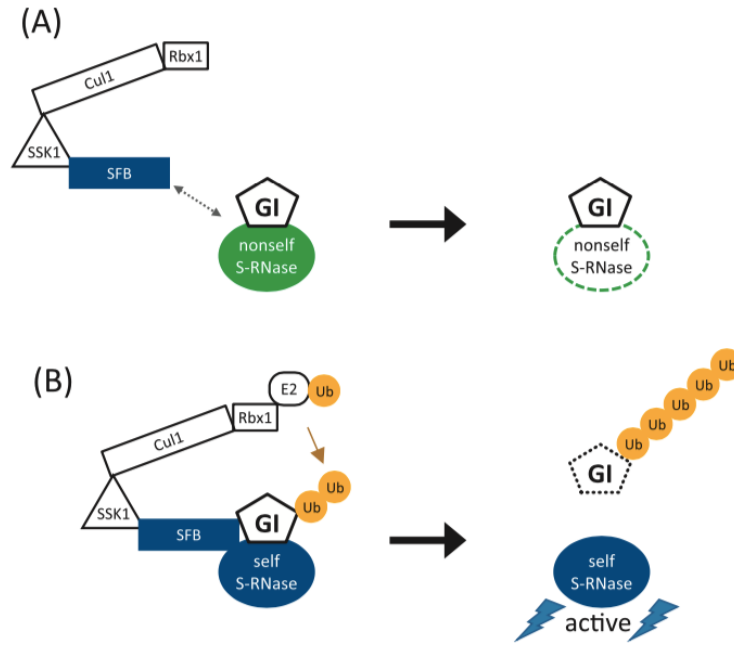 (A)
Rbx1
Cul1
SSK1
SFB
GI
nonself
S-RNase
GI
nonself
S-RNase
(B)
E2
Ub
Rbx1
Cul1
SSK1
SFB
GI
Ub
Ub
self
S-RNase
Ub
Ub
Ub
Ub
Ub
GI
self
S-RNase
active